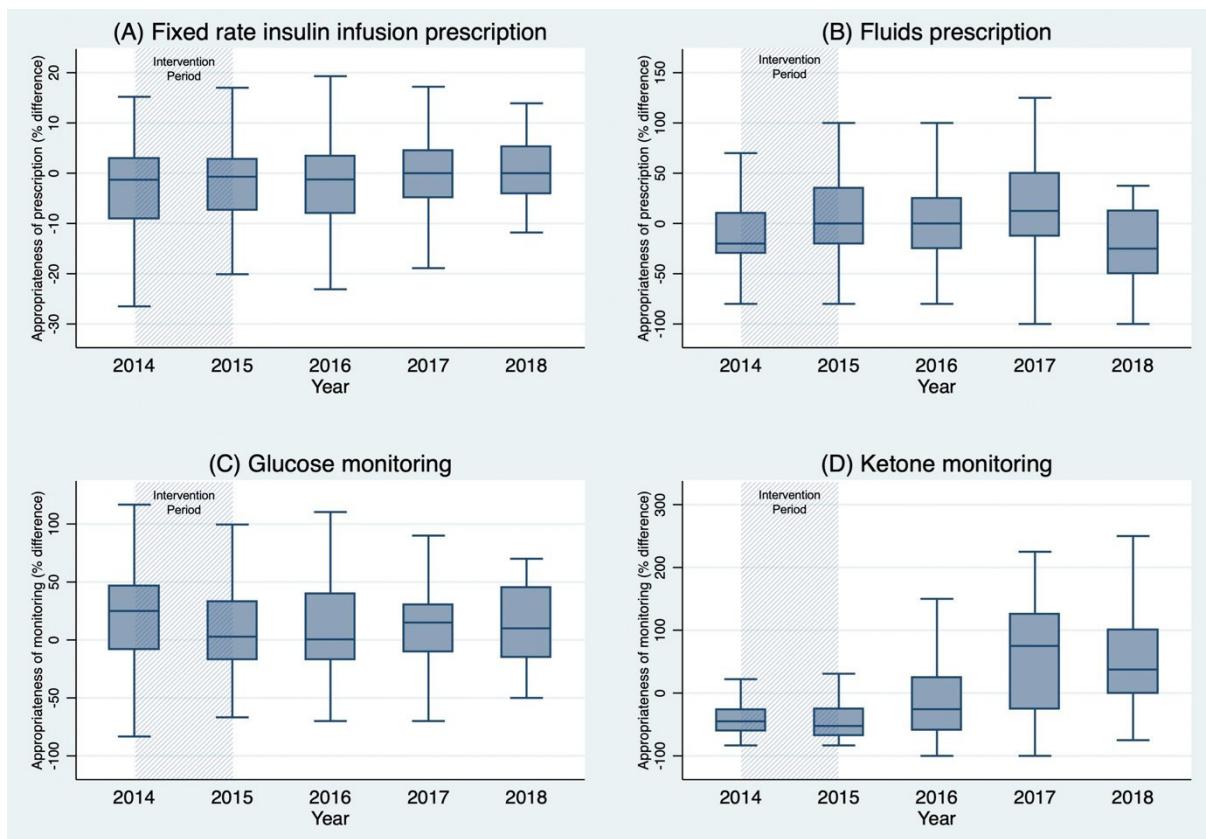 (A) Fixed rate insulin infusion prescription
Appropriateness of prescription (% difference)
20
10
0
-10
-20
-30
Intervention
Period
2014 2015 2016 2017 2018
Year
(B) Fluids prescription
Appropriateness of prescription (% difference)
150
100
50
0
-50
-100
Intervention
Period
2014 2015 2016 2017 2018
Year
(C) Glucose monitoring
Appropriateness of monitoring (% difference)
100
50
0
-50
-100
Intervention
Period
2014 2015 2016 2017 2018
Year
(D) Ketone monitoring
Appropriateness of monitoring (% difference)
300
200
100
0
-100
Intervention
Period
2014 2015 2016 2017 2018
Year